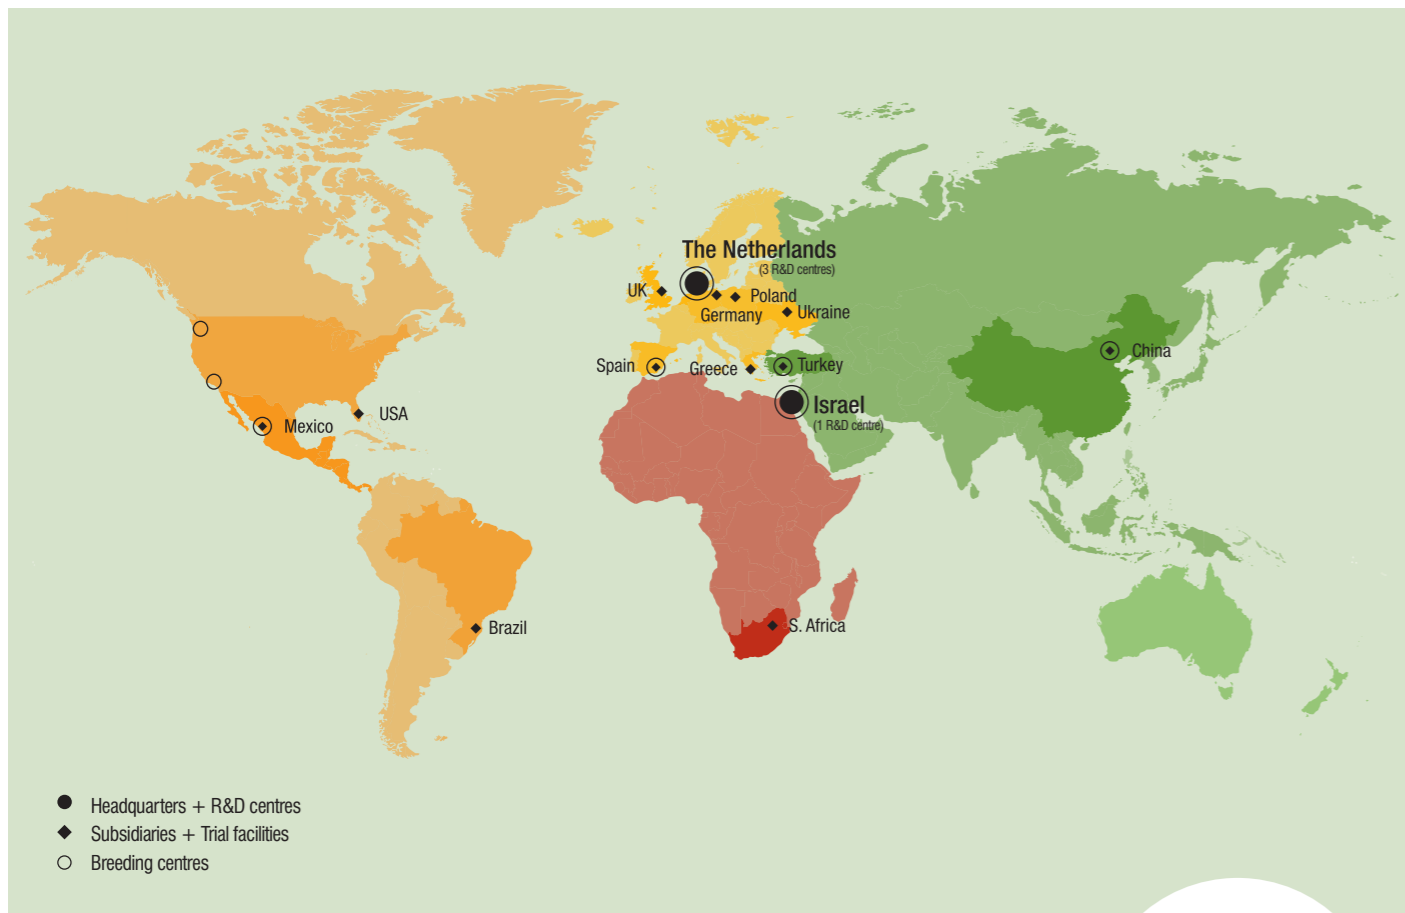 The Netherlands
(3 R&D centres)
UK
Poland
Germany
Ukraine
Spain
Greece
Turkey
China
Israel
(1 R&D centre)
USA
Mexico
Brazil
S. Africa
Headquarters + R&D centres
Subsidiaries + Trial facilities
Breeding centres